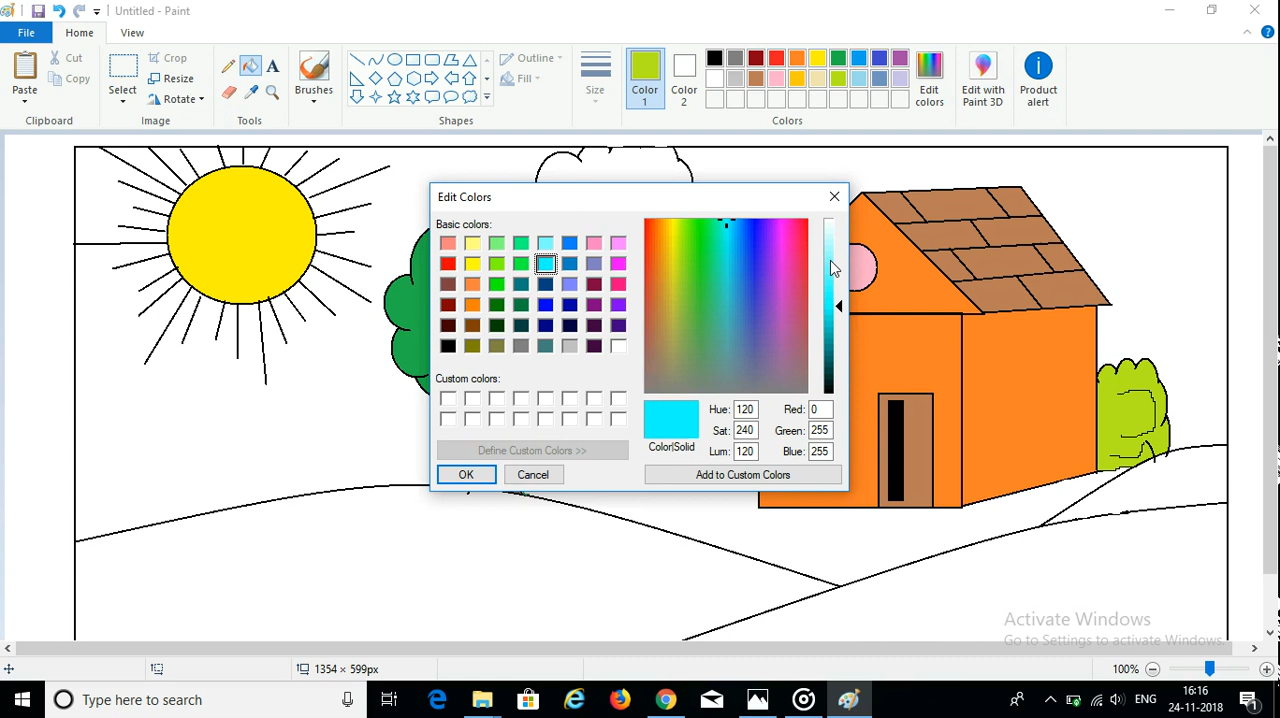 Untitled - Paint
File Home View
Paste
Cut
Copy
Clipboard
Select
Crop
Resize
Rotate
Image
A
Tools
Brushes
Outline
Fill
Shapes
Size
Color 1
Color 2
Edit colors
Colors
Edit with Paint 3D
Product alert
Edit Colors
Basic colors:
Custom colors:
Define Custom Colors >>
OK Cancel
Color|Solid
Hue: 120 Red: 0
Sat: 240 Green: 255
Lum: 120 Blue: 255
Add to Custom Colors
Activate Windows
Go to Settings to activate Windows.
1354 × 599px
100%
Type here to search
ENG
16:16
24-11-2018
1